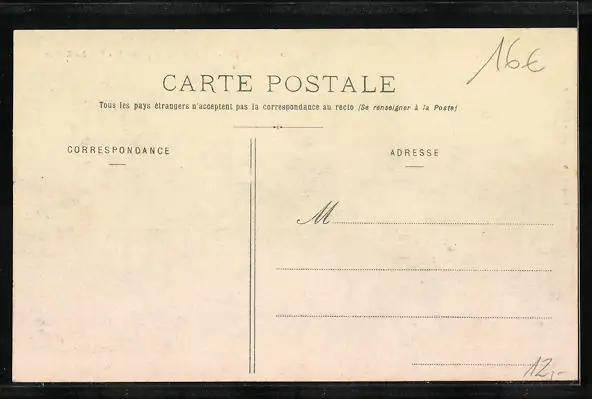 16€
CARTE POSTALE
Tous les pays étrangers n'acceptent pas la correspondance au recto (Se renseigner à la Poste)
CORRESPONDANCE
ADRESSE
M
12,-